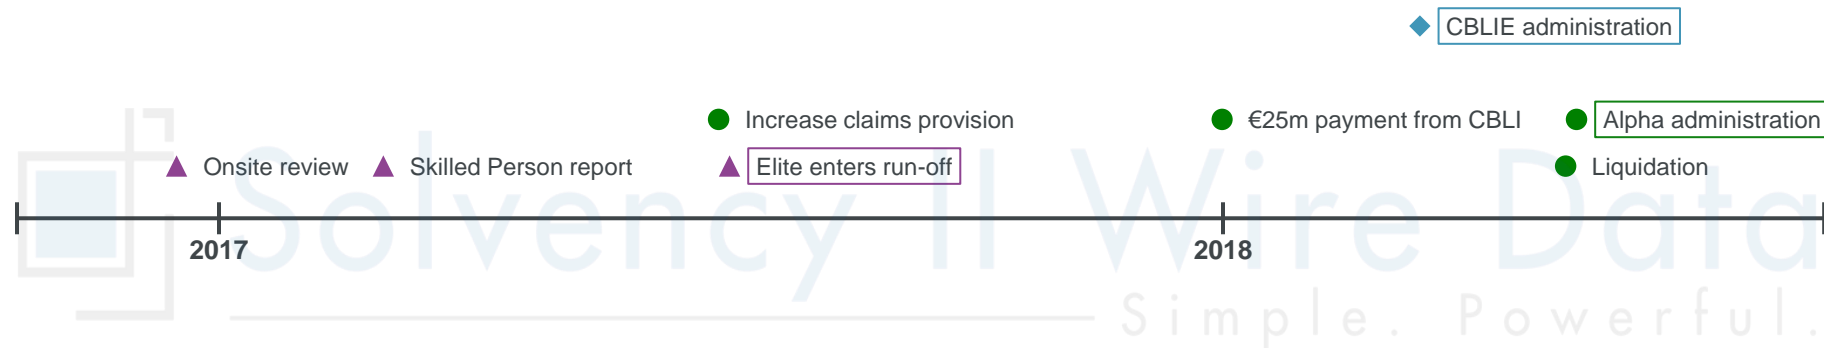 CBLIE administration
Increase claims provision
€25m payment from CBLI
Alpha administration
Onsite review
Skilled Person report
Elite enters run-off
Liquidation
2017
2018
Solvency II Wire Data
Simple. Powerful.